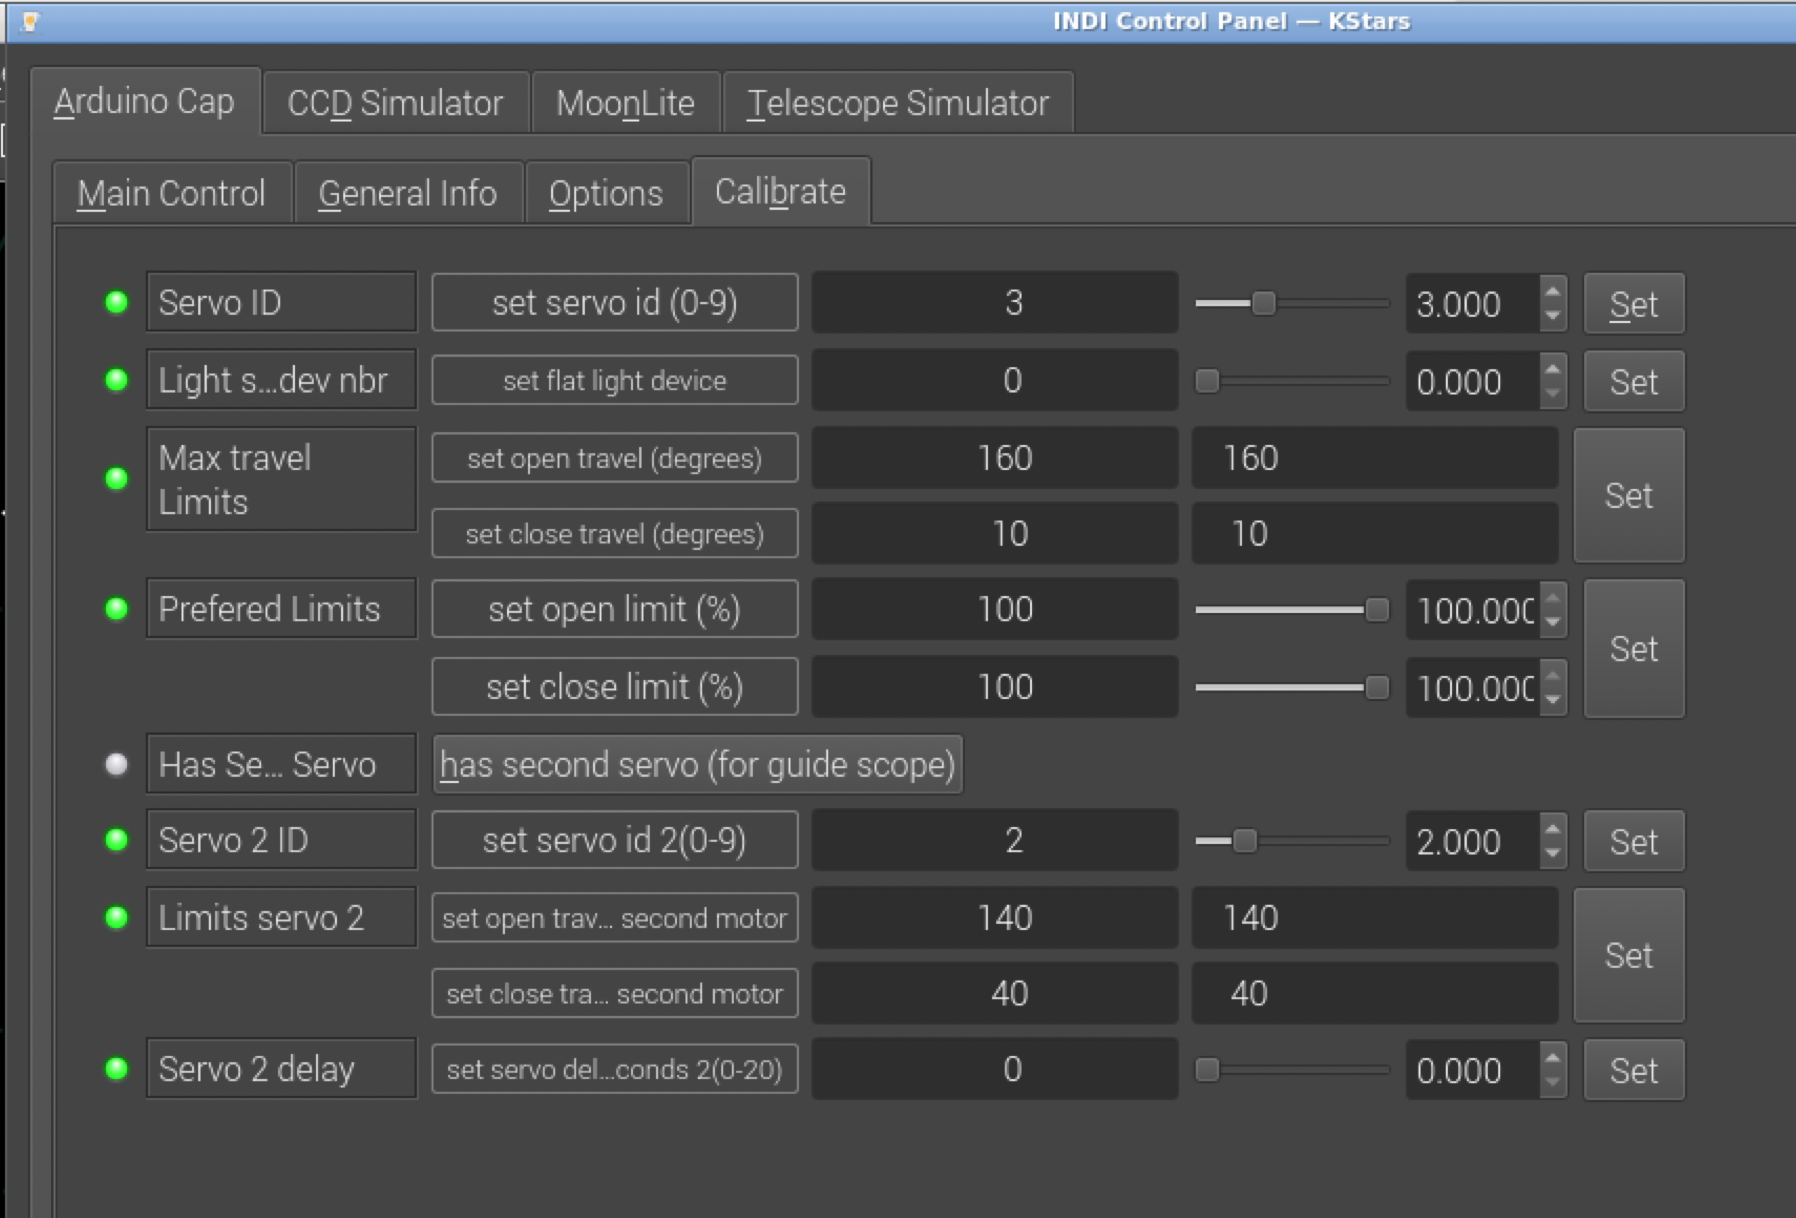 INDI Control Panel — KStars
Arduino Cap CCD Simulator MoonLite Telescope Simulator
Main Control General Info Options Calibrate
Servo ID set servo id (0-9) 3 3.000 Set
Light s...dev nbr set flat light device 0 0.000 Set
Max travel
Limits
set open travel (degrees) 160 160
Set
set close travel (degrees) 10 10
Prefered Limits set open limit (%) 100 100.000
Set
set close limit (%) 100 100.000
Has Se... Servo has second servo (for guide scope)
Servo 2 ID set servo id 2(0-9) 2 2.000 Set
Limits servo 2 set open trav... second motor 140 140
Set
set close tra... second motor 40 40
Servo 2 delay set servo del...conds 2(0-20) 0 0.000 Set